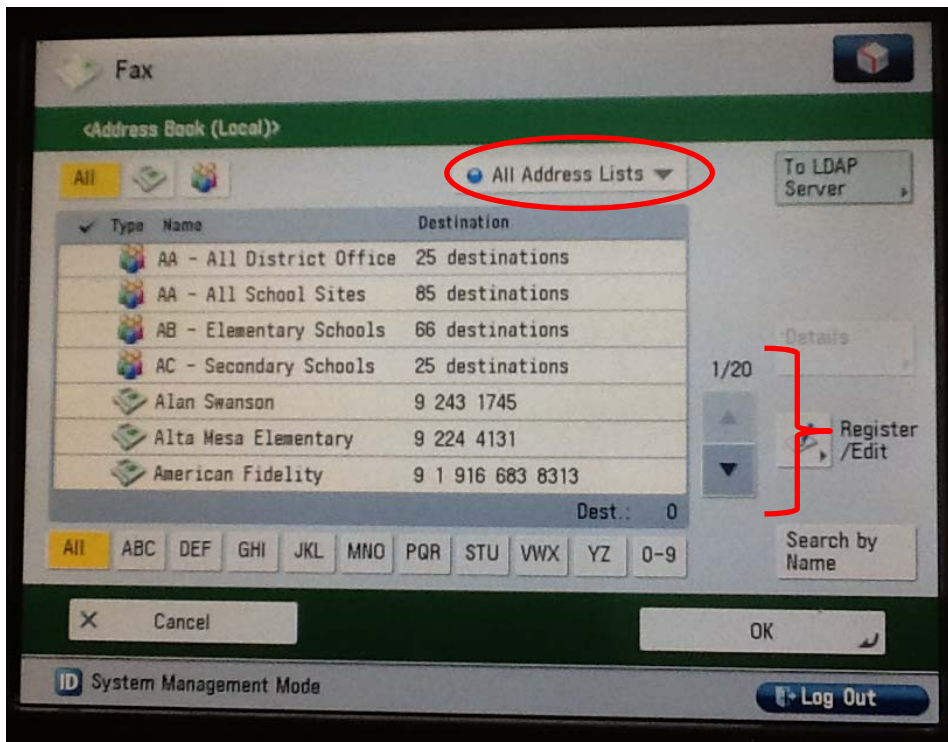 Fax
<Address Book (Local)>
All
All Address Lists
To LDAP
Server
Type Name Destination
AA - All District Office 25 destinations
AA - All School Sites 85 destinations
AB - Elementary Schools 66 destinations
AC - Secondary Schools 25 destinations
Alan Swanson 9 243 1745
Alta Mesa Elementary 9 224 4131
American Fidelity 9 1 916 683 8313
Dest.: 0
Details
1/20
Register
/Edit
All ABC DEF GHI JKL MNO PQR STU VWX YZ 0-9
Search by
Name
Cancel
OK
ID System Management Mode
Log Out